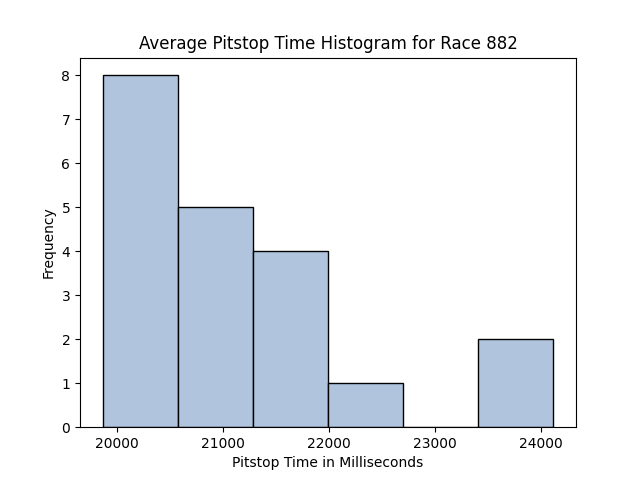 Average Pitstop Time Histogram for Race 882
8
7
6
5
4
3
2
1
0
Frequency
20000 21000 22000 23000 24000
Pitstop Time in Milliseconds